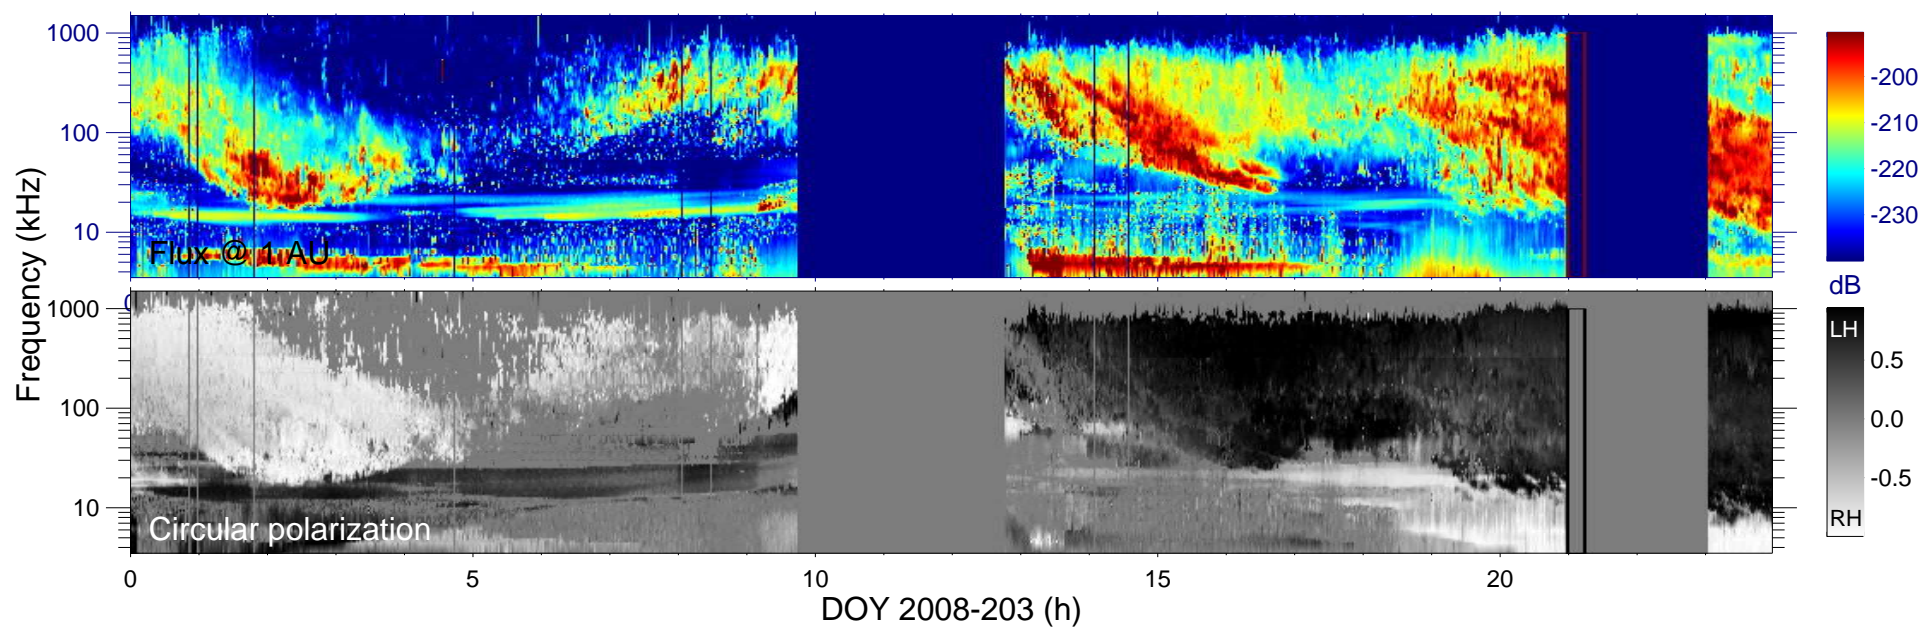 Frequency (kHz)
1000
100
10
Flux @ 1 AU
-200
-210
-220
-230
dB
0
1000
100
10
Circular polarization
LH
0.5
0.0
-0.5
RH
0
5
10
15
20
DOY 2008-203 (h)